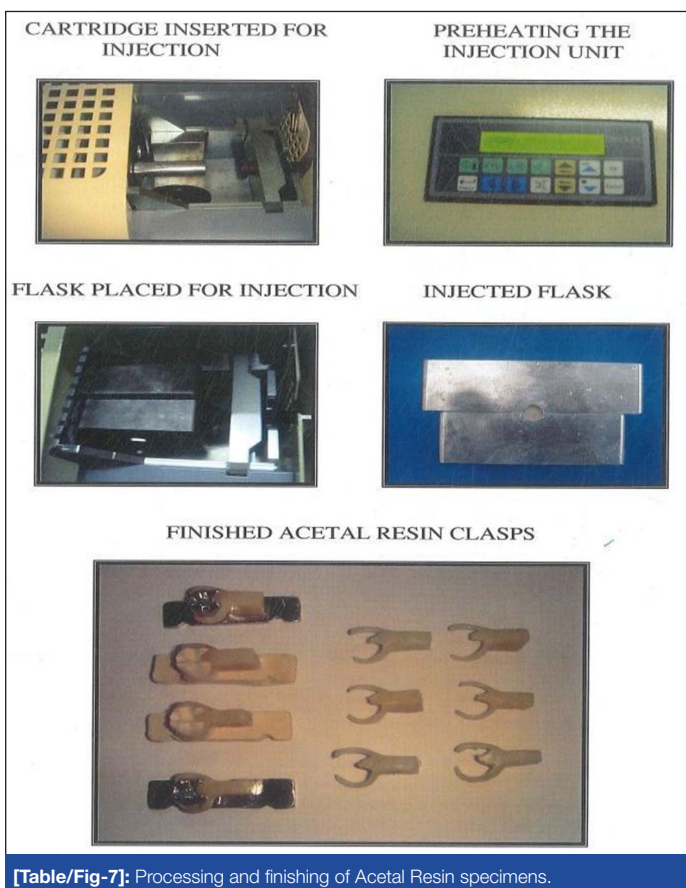 CARTRIDGE INSERTED FOR
INJECTION
PREHEATING THE
INJECTION UNIT
FLASK PLACED FOR INJECTION
INJECTED FLASK
FINISHED ACETAL RESIN CLASPS
[Table/Fig-7]: Processing and finishing of Acetal Resin specimens.